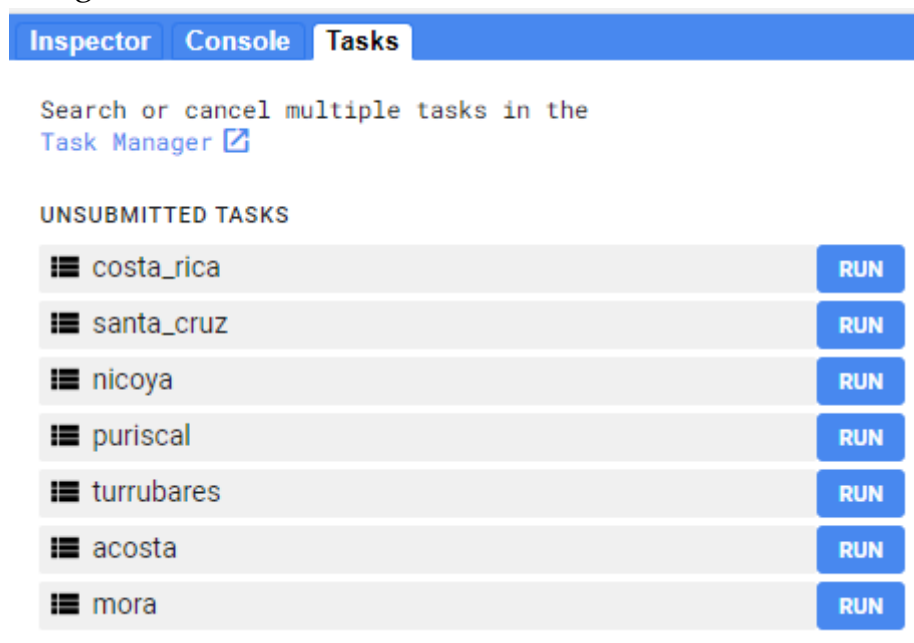 Inspector Console Tasks
Search or cancel multiple tasks in the
Task Manager
UNSUBMITTED TASKS
costa_rica RUN
santa_cruz RUN
nicoya RUN
puriscal RUN
turrubares RUN
acosta RUN
mora RUN